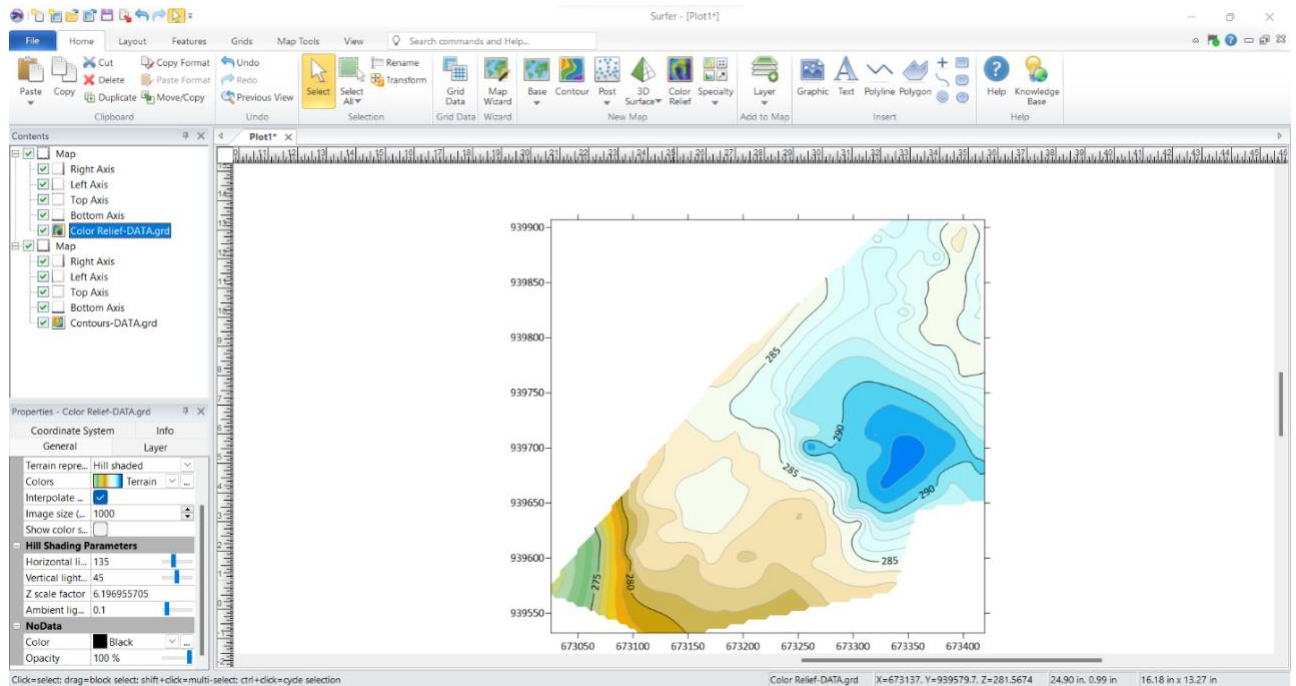 Surfer - [Plot1*]
File Home Layout Features Grids Map Tools View Search commands and Help...
Paste Copy Cut Delete Duplicate Copy Format Paste Format Move/Copy
Undo Redo Previous View
Select Select All Rename Transform
Grid Data Map Wizard Base Contour Post 3D Surface Color Relief Specialty Layer Graphic Text Polyline Polygon Help Knowledge Base
Clipboard Undo Selection Grid Data Wizard New Map Add to Map Insert Help
Contents
Plot1*
Map
Right Axis
Left Axis
Top Axis
Bottom Axis
Color Relief-DATA.grd
Map
Right Axis
Left Axis
Top Axis
Bottom Axis
Contours-DATA.grd
Properties - Color Relief-DATA.grd
Coordinate System Info
General Layer
Terrain repre... Hill shaded
Colors Terrain ...
Interpolate ...
Image size (... 1000
Show color s...
Hill Shading Parameters
Horizontal li... 135
Vertical light... 45
Z scale factor 6.196955705
Ambient lig... 0.1
NoData
Color Black ...
Opacity 100 %
939900
939850
939800
939750
939700
939650
939600
939550
673050 673100 673150 673200 673250 673300 673350 673400
285
290
285
290
285
275
280
Click=select; drag=block select; shift+click=multi-select; ctrl+click=cycle selection
Color Relief-DATA.grd X=673137, Y=939579.7, Z=281.5674 24.90 in, 0.99 in 16.18 in x 13.27 in